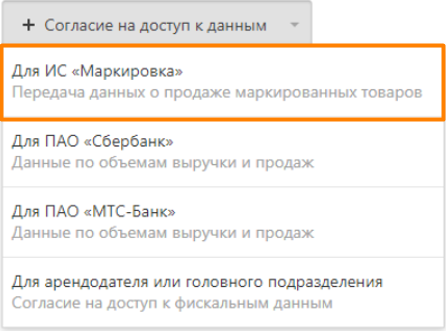 + Согласие на доступ к данным
Для ИС «Маркировка»
Передача данных о продаже маркированных товаров
Для ПАО «Сбербанк»
Данные по объемам выручки и продаж
Для ПАО «МТС-Банк»
Данные по объемам выручки и продаж
Для арендодателя или головного подразделения
Согласие на доступ к фискальным данным